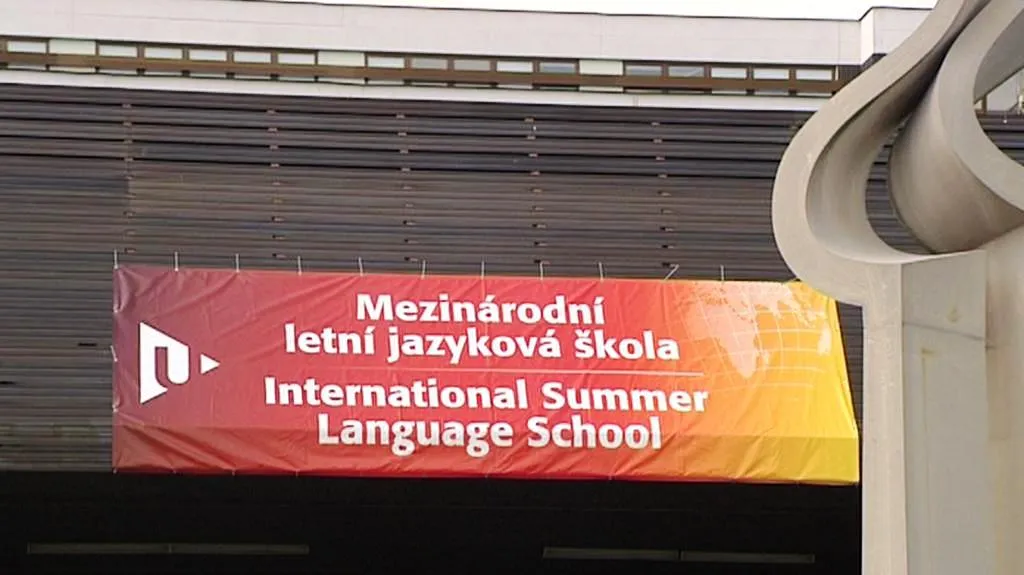 Mezinárodní
letní jazyková škola
International Summer
Language School